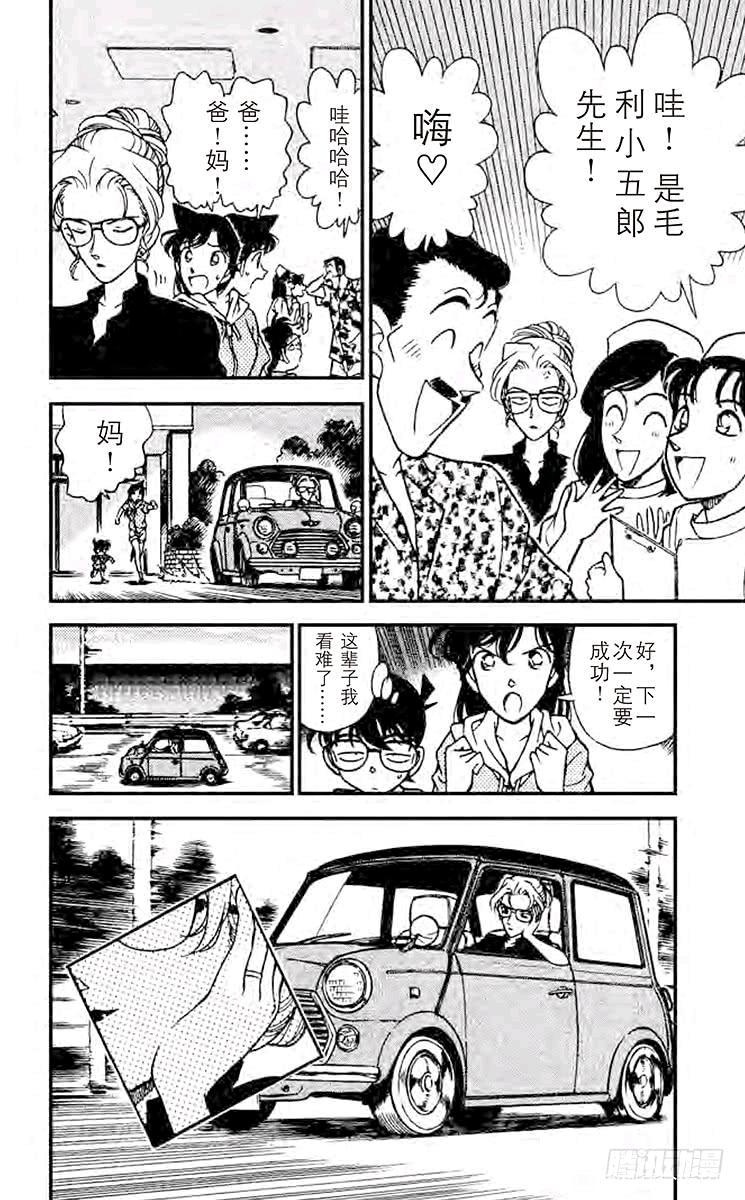 哇！是毛
利小五郎
先生！
嗨♡
哇哈哈哈！
爸……
爸！妈！
妈！
好，下一
次一定要
成功！
这辈子我
看难了……
腾讯动漫